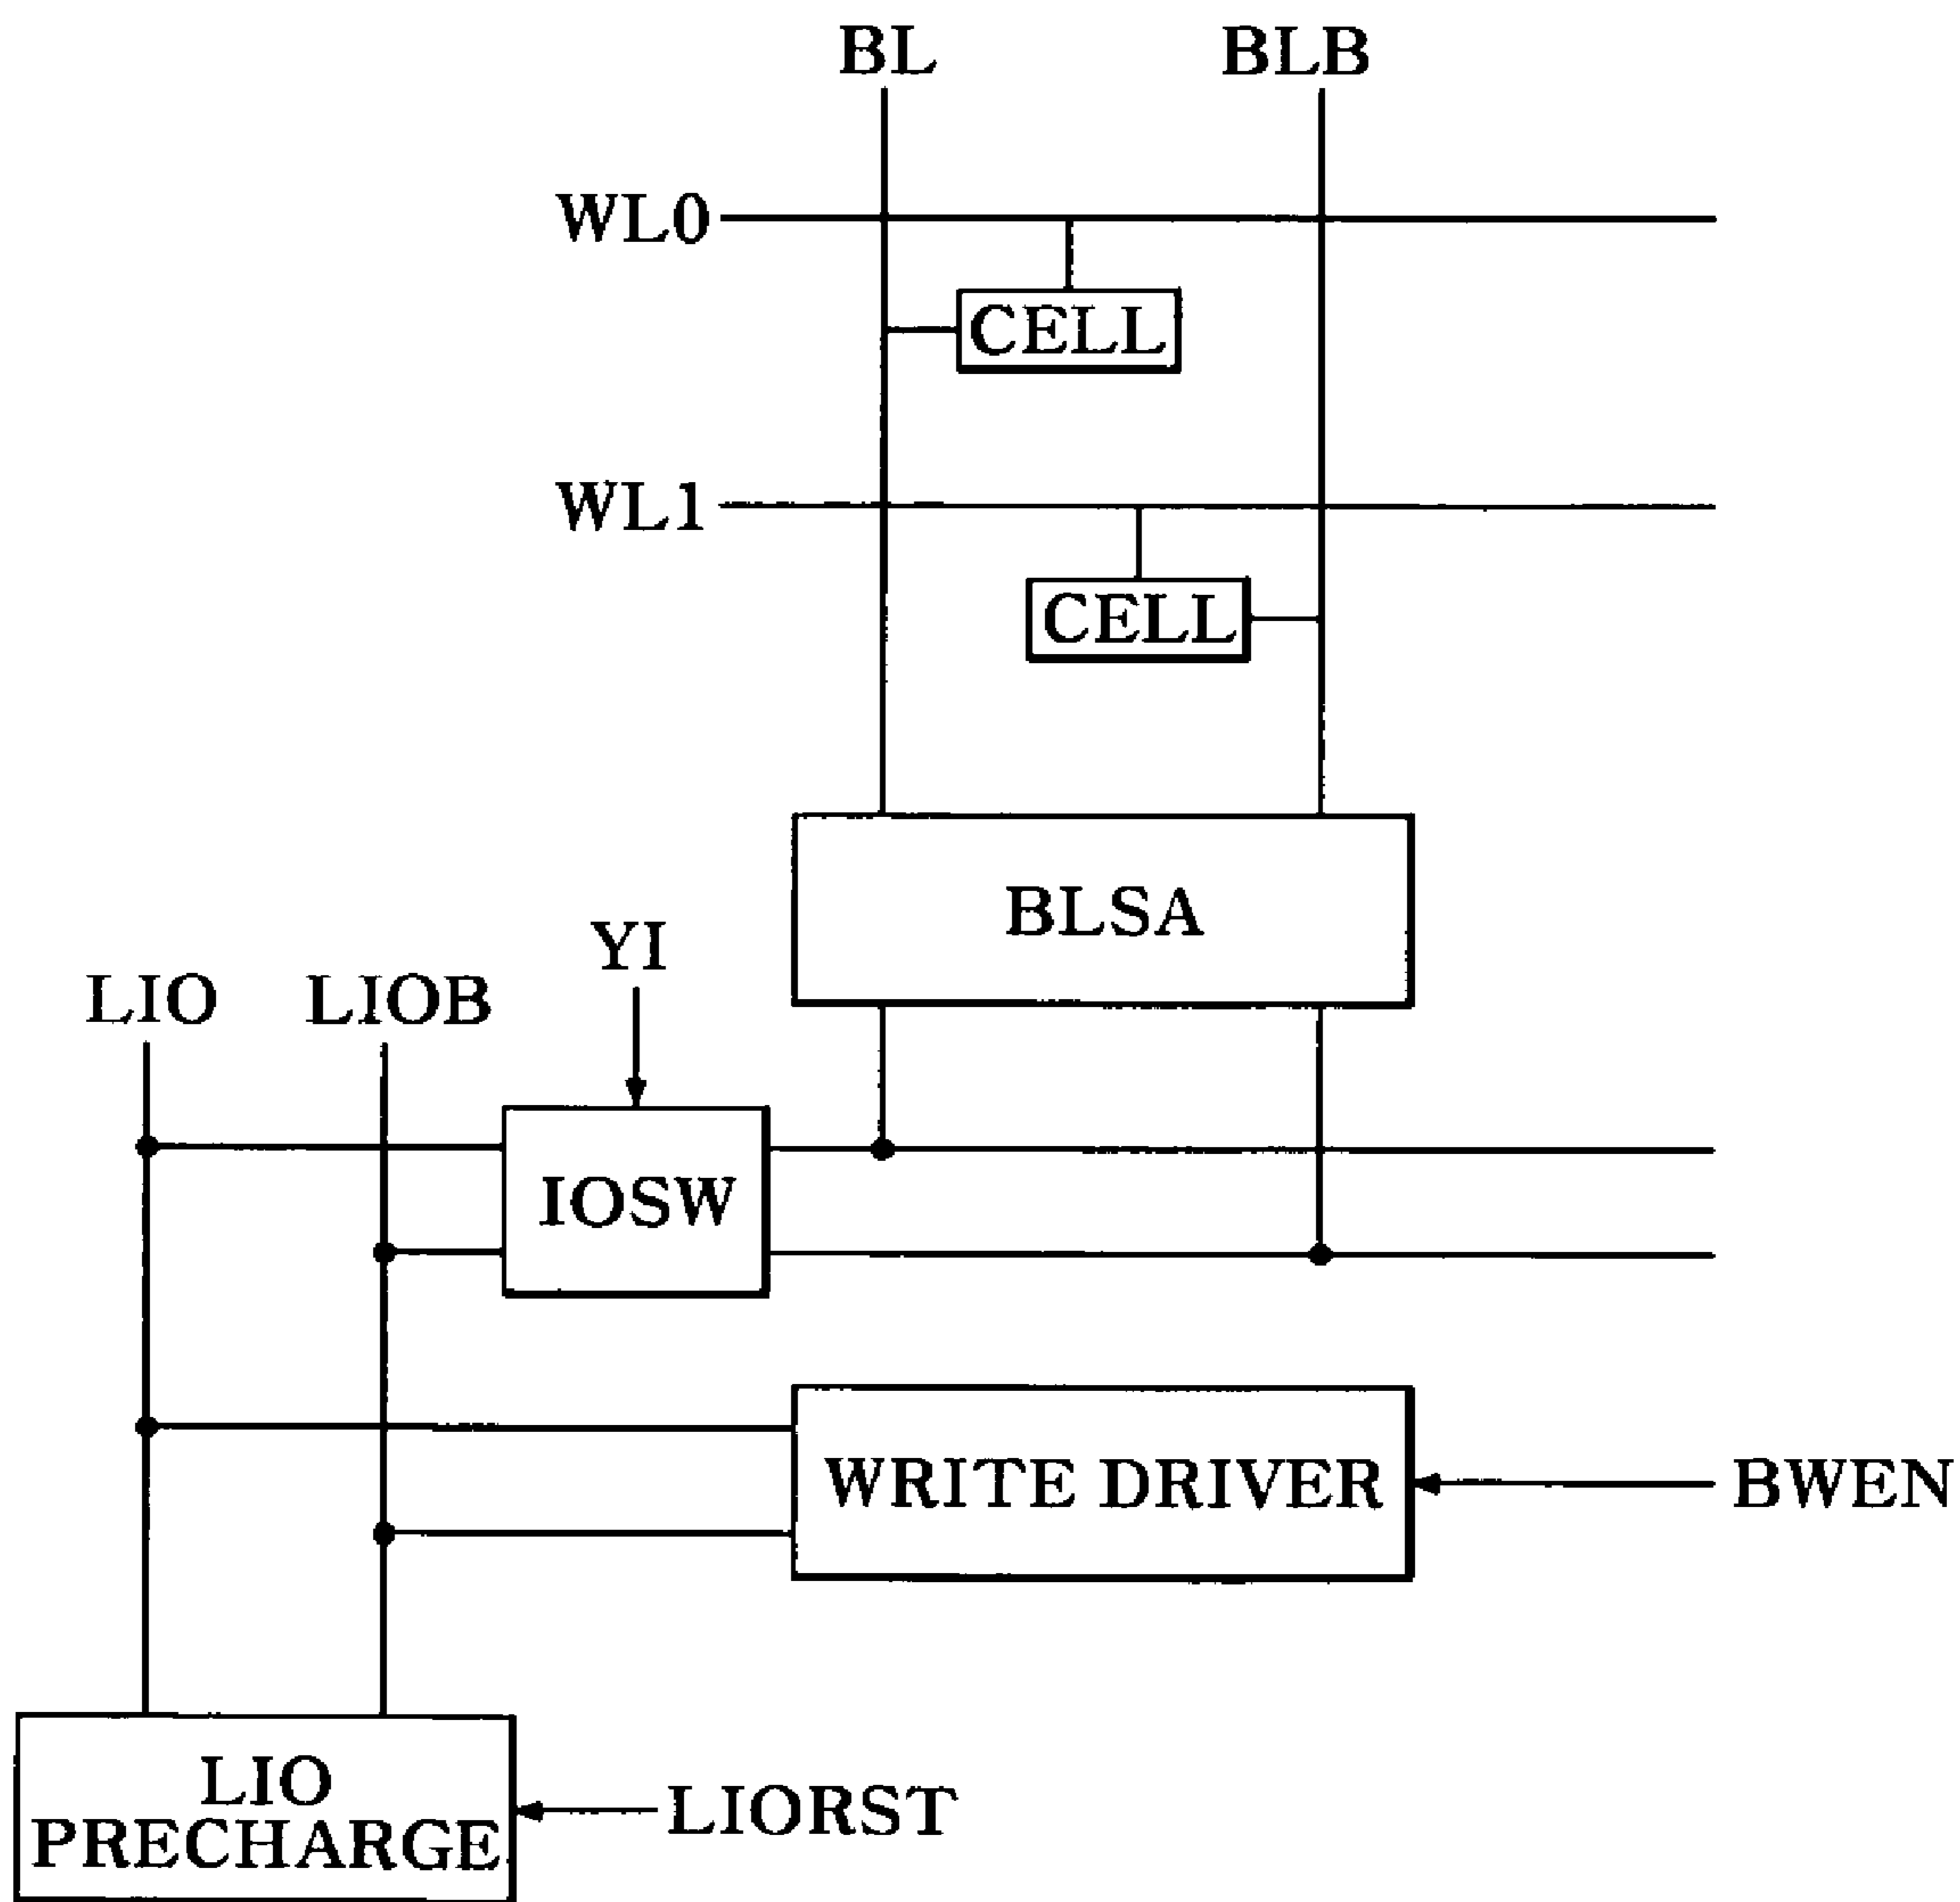 BL
BLB
WL0
CELL
WL1
CELL
BLSA
YI
LIO
LIOB
IOSW
WRITE DRIVER
BWEN
LIO
PRECHARGE
LIORST